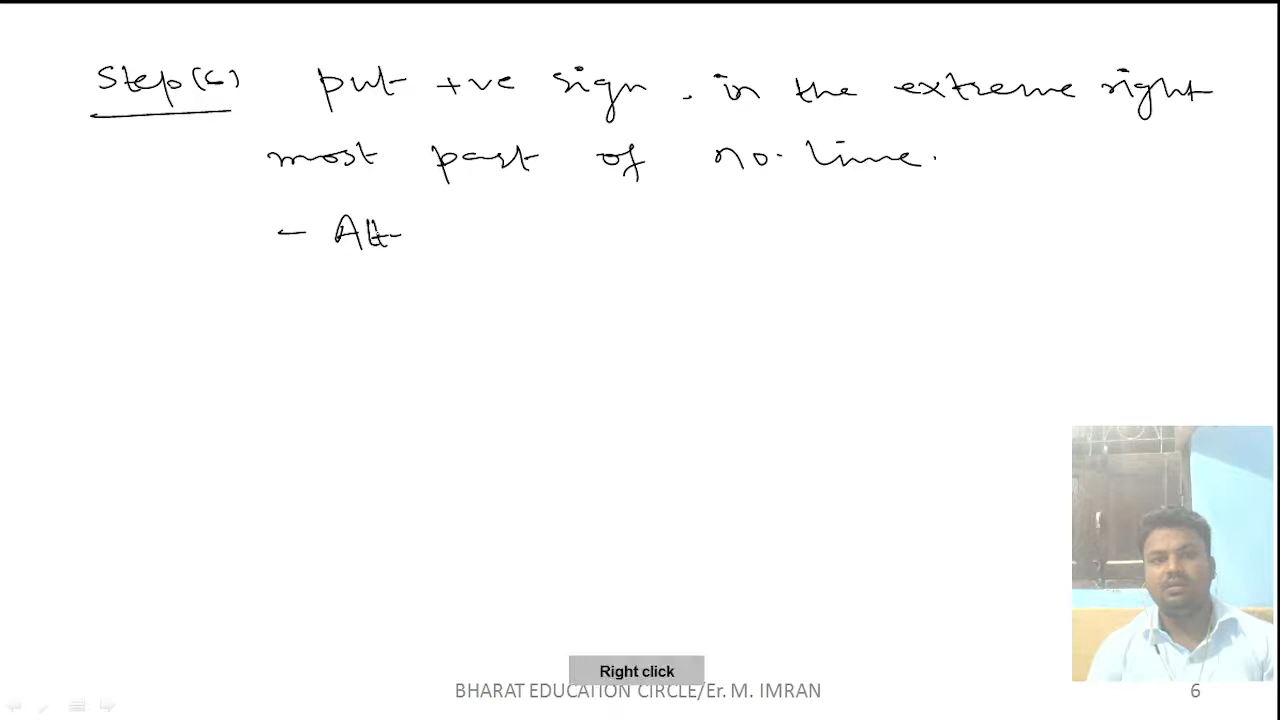 Step(c) put +ve sign. in the extreme right
most part of no. line.
- Alt
Right click
BHARAT EDUCATION CIRCLE/Er. M. IMRAN 6